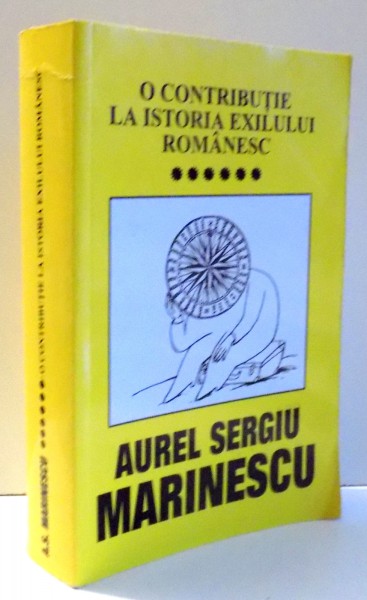 O CONTRIBUȚIE
LA ISTORIA EXILULUI
ROMÂNESC
AUREL SERGIU
MARINESCU
A.S. MARINESCU O CONTRIBUȚIE LA ISTORIA EXILULUI ROMÂNESC